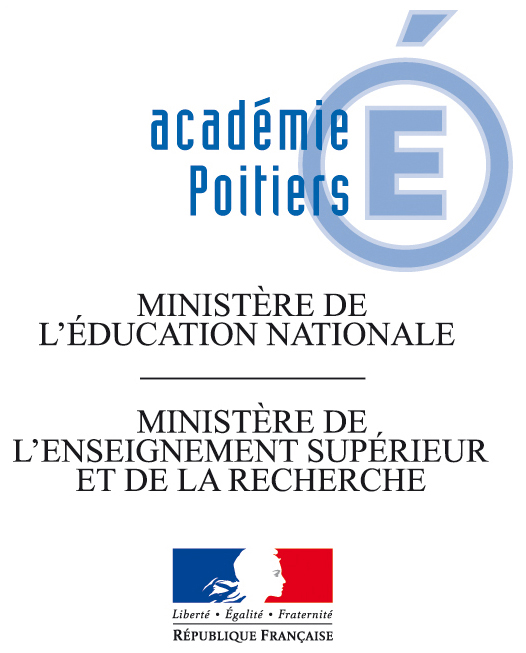 académie
Poitiers
É
MINISTÈRE DE
L'ÉDUCATION NATIONALE
MINISTÈRE DE
L'ENSEIGNEMENT SUPÉRIEUR
ET DE LA RECHERCHE
Liberté • Égalité • Fraternité
RÉPUBLIQUE FRANÇAISE